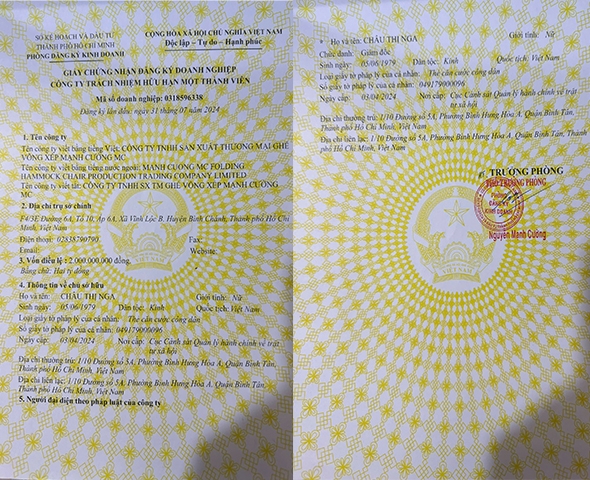 SỞ KẾ HOẠCH VÀ ĐẦU TƯ
THÀNH PHỐ HỒ CHÍ MINH
PHÒNG ĐĂNG KÝ KINH DOANH
CỘNG HÒA XÃ HỘI CHỦ NGHĨA VIỆT NAM
Độc lập - Tự do - Hạnh phúc
GIẤY CHỨNG NHẬN ĐĂNG KÝ DOANH NGHIỆP
CÔNG TY TRÁCH NHIỆM HỮU HẠN MỘT THÀNH VIÊN
Mã số doanh nghiệp: 0318596338
Đăng ký lần đầu: ngày 31 tháng 07 năm 2024
1. Tên công ty
Tên công ty viết bằng tiếng Việt: CÔNG TY TNHH SẢN XUẤT THƯƠNG MẠI GHẾ
VÕNG XẾP MẠNH CƯỜNG MC
Tên công ty viết bằng tiếng nước ngoài: MANH CUONG MC FOLDING
HAMMOCK CHAIR PRODUCTION TRADING COMPANY LIMITED
Tên công ty viết tắt: CÔNG TY TNHH SX TM GHẾ VÕNG XẾP MẠNH CƯỜNG
MC
2. Địa chỉ trụ sở chính
F4/3E Đường 6A, Tổ 10, Ấp 6A, Xã Vĩnh Lộc B, Huyện Bình Chánh, Thành phố Hồ Chí
Minh, Việt Nam
Điện thoại: 02838790790 Fax:
Email: Website:
3. Vốn điều lệ : 2.000.000.000 đồng.
Bằng chữ: Hai tỷ đồng
4. Thông tin về chủ sở hữu
Họ và tên: CHÂU THỊ NGA Giới tính: Nữ
Sinh ngày: 05/06/1979 Dân tộc: Kinh Quốc tịch: Việt Nam
Loại giấy tờ pháp lý của cá nhân: Thẻ căn cước công dân
Số giấy tờ pháp lý của cá nhân: 049179000096
Ngày cấp: 03/04/2024 Nơi cấp: Cục Cảnh sát Quản lý hành chính về trật
tự xã hội
Địa chỉ thường trú: 1/10 Đường số 5A, Phường Bình Hưng Hòa A, Quận Bình Tân,
Thành phố Hồ Chí Minh, Việt Nam
Địa chỉ liên lạc: 1/10 Đường số 5A, Phường Bình Hưng Hòa A, Quận Bình Tân,
Thành phố Hồ Chí Minh, Việt Nam
5. Người đại diện theo pháp luật của công ty
* Họ và tên: CHÂU THỊ NGA Giới tính: Nữ
Chức danh: Giám đốc
Sinh ngày: 05/06/1979 Dân tộc: Kinh Quốc tịch: Việt Nam
Loại giấy tờ pháp lý của cá nhân: Thẻ căn cước công dân
Số giấy tờ pháp lý của cá nhân: 049179000096
Ngày cấp: 03/04/2024 Nơi cấp: Cục Cảnh sát Quản lý hành chính về trật
tự xã hội
Địa chỉ thường trú: 1/10 Đường số 5A, Phường Bình Hưng Hòa A, Quận Bình Tân,
Thành phố Hồ Chí Minh, Việt Nam
Địa chỉ liên lạc: 1/10 Đường số 5A, Phường Bình Hưng Hòa A, Quận Bình Tân, Thành
phố Hồ Chí Minh, Việt Nam
TRƯỞNG PHÒNG
PHÓ TRƯỞNG PHÒNG
PHÒNG
ĐĂNG KÝ
KINH DOANH
Nguyễn Mạnh Cường
VIỆT NAM
VIỆT NAM